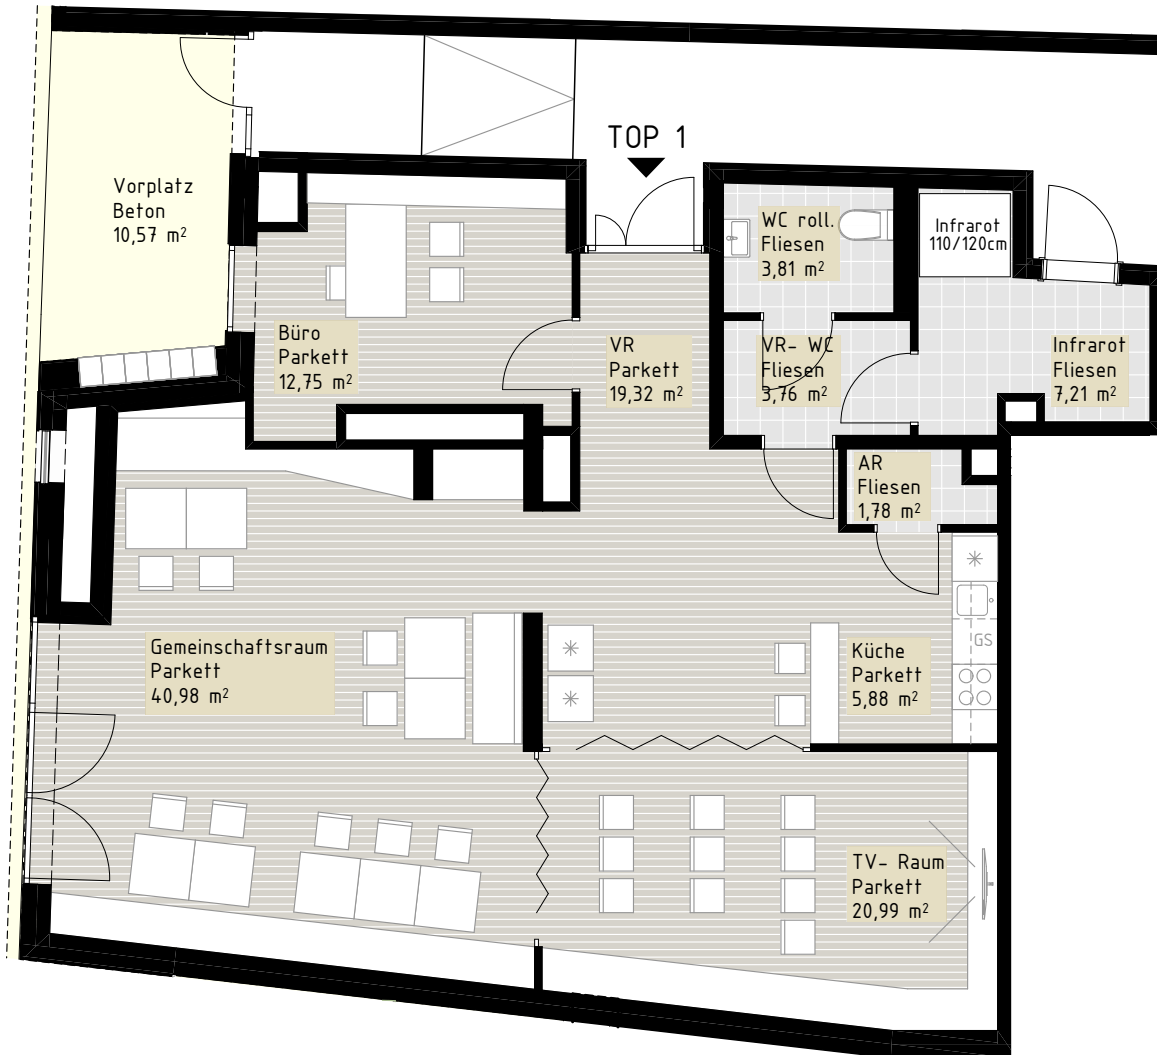 TOP 1
Vorplatz
Beton
10,57 m²
WC roll.
Fliesen
3,81 m²
Infrarot
110/120cm
Büro
Parkett
12,75 m²
VR
Parkett
19,32 m²
VR- WC
Fliesen
3,76 m²
Infrarot
Fliesen
7,21 m²
AR
Fliesen
1,78 m²
GS
Gemeinschaftsraum
Parkett
40,98 m²
Küche
Parkett
5,88 m²
TV- Raum
Parkett
20,99 m²